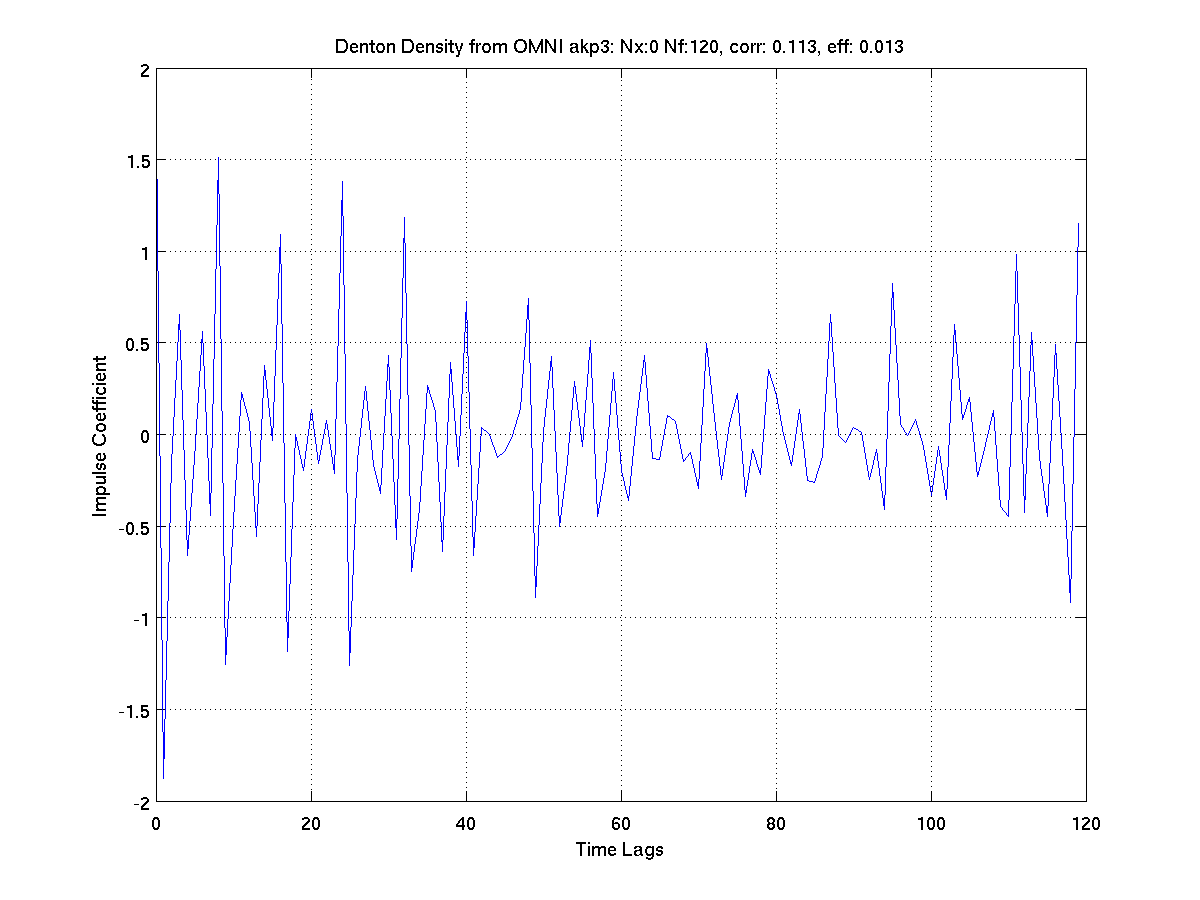 Denton Density from OMNI akp3: Nx:0 Nf:120, corr: 0.113, eff: 0.013
2
1.5
1
0.5
0
-0.5
-1
-1.5
-2
Impulse Coefficient
0 20 40 60 80 100 120
Time Lags